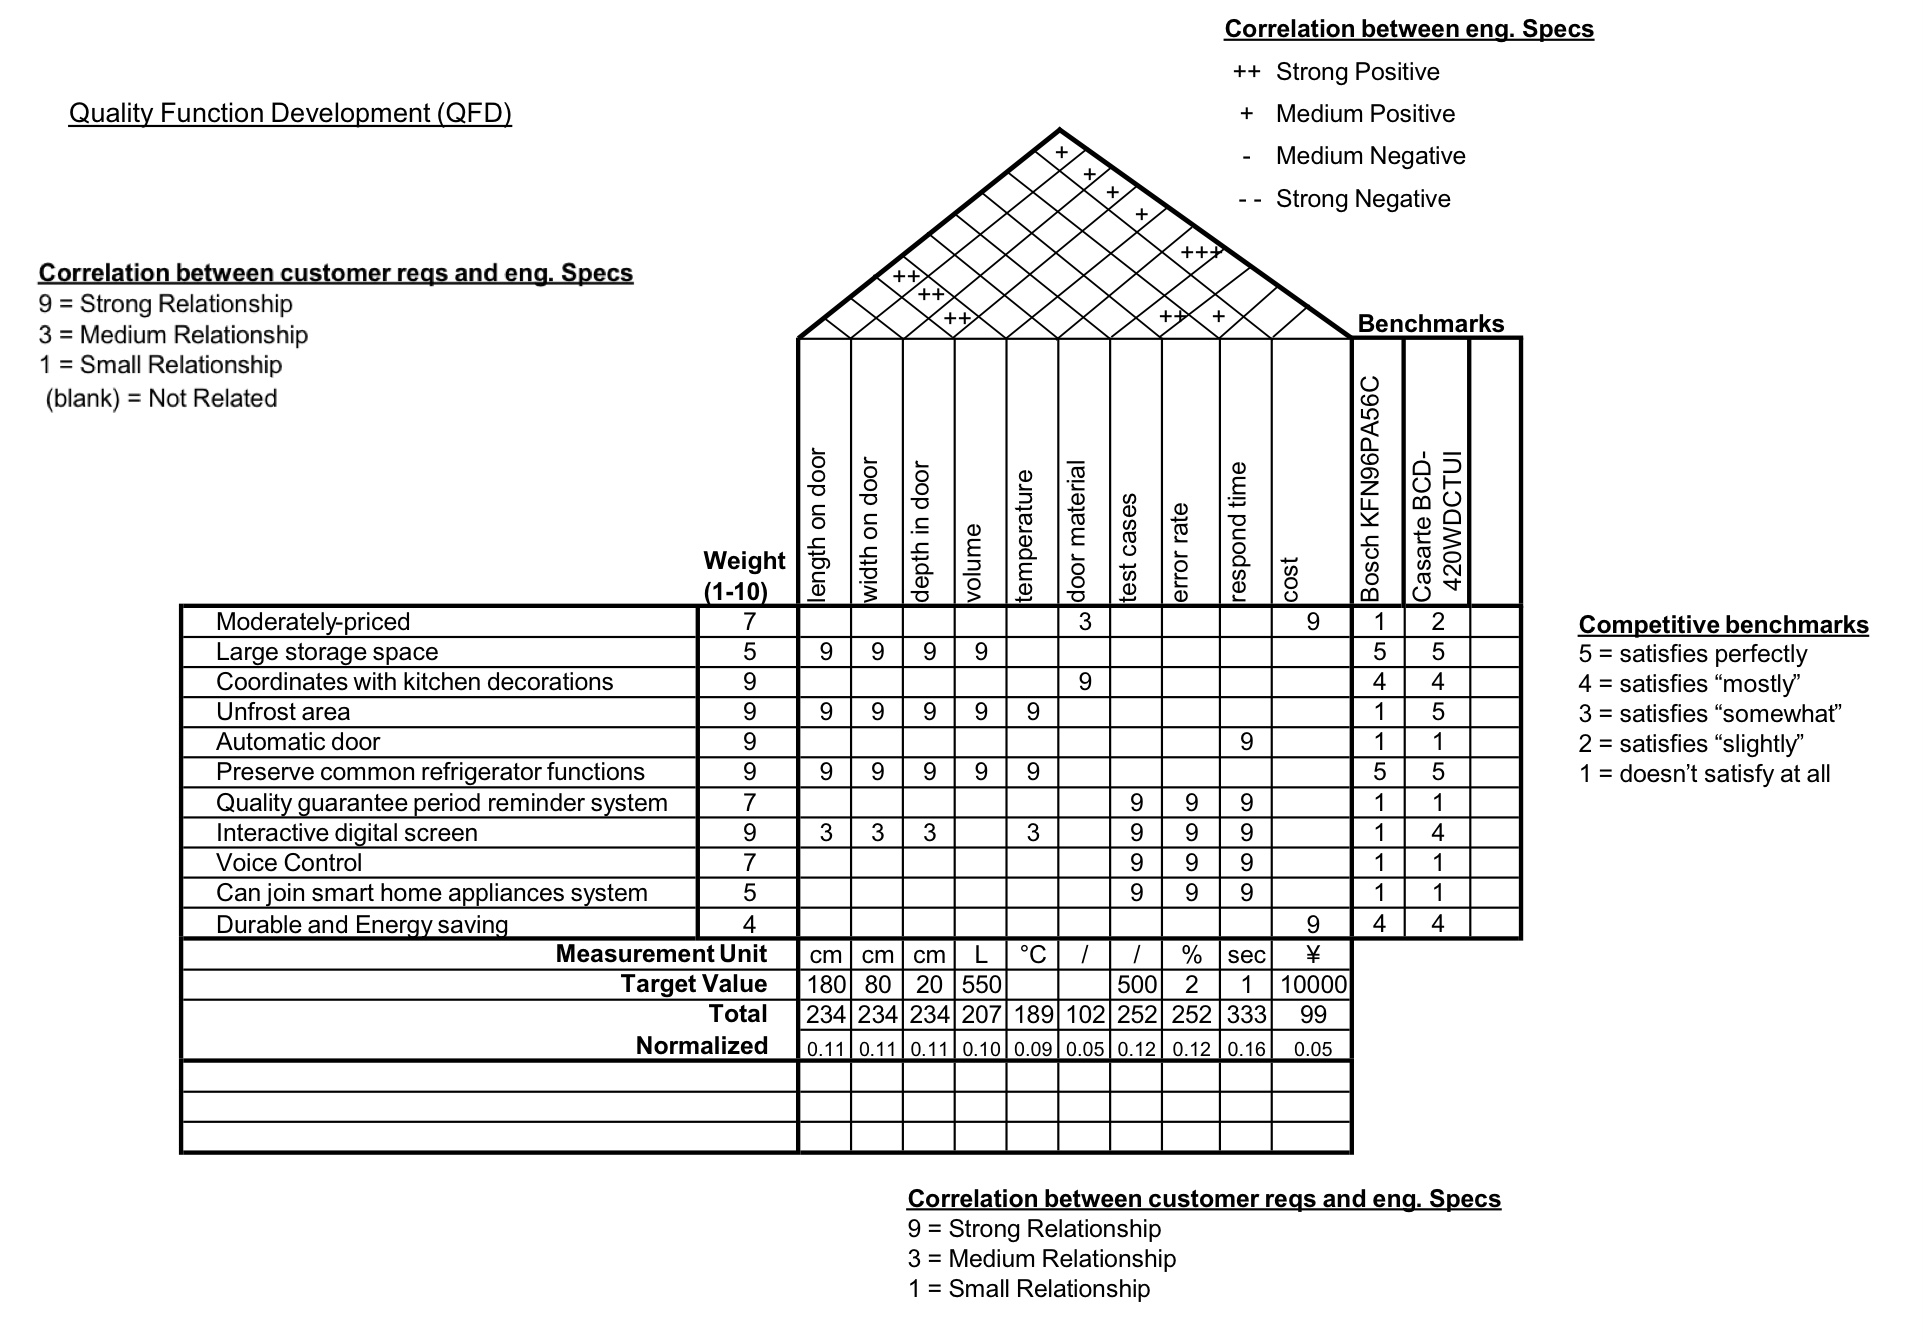 Correlation between eng. Specs
++ Strong Positive
+ Medium Positive
- Medium Negative
- - Strong Negative
Quality Function Development (QFD)
+
+
+
+
+++
++
++
++ ++ +
Correlation between customer reqs and eng. Specs
9 = Strong Relationship
3 = Medium Relationship
1 = Small Relationship
(blank) = Not Related
Benchmarks
Weight
(1-10)
length on door
width on door
depth in door
volume
temperature
door material
test cases
error rate
respond time
cost
Bosch KFN96PA56C
Casarte BCD-
420WDCTUI
Moderately-priced 7 3 9 1 2
Large storage space 5 9 9 9 9 5 5
Coordinates with kitchen decorations 9 9 4 4
Unfrost area 9 9 9 9 9 9 1 5
Automatic door 9 9 1 1
Preserve common refrigerator functions 9 9 9 9 9 9 5 5
Quality guarantee period reminder system 7 9 9 9 1 1
Interactive digital screen 9 3 3 3 3 9 9 9 1 4
Voice Control 7 9 9 9 1 1
Can join smart home appliances system 5 9 9 9 1 1
Durable and Energy saving 4 9 4 4
Measurement Unit cm cm cm L °C / / % sec ¥
Target Value 180 80 20 550 500 2 1 10000
Total 234 234 234 207 189 102 252 252 333 99
Normalized 0.11 0.11 0.11 0.10 0.09 0.05 0.12 0.12 0.16 0.05
Competitive benchmarks
5 = satisfies perfectly
4 = satisfies “mostly”
3 = satisfies “somewhat”
2 = satisfies “slightly”
1 = doesn’t satisfy at all
Correlation between customer reqs and eng. Specs
9 = Strong Relationship
3 = Medium Relationship
1 = Small Relationship